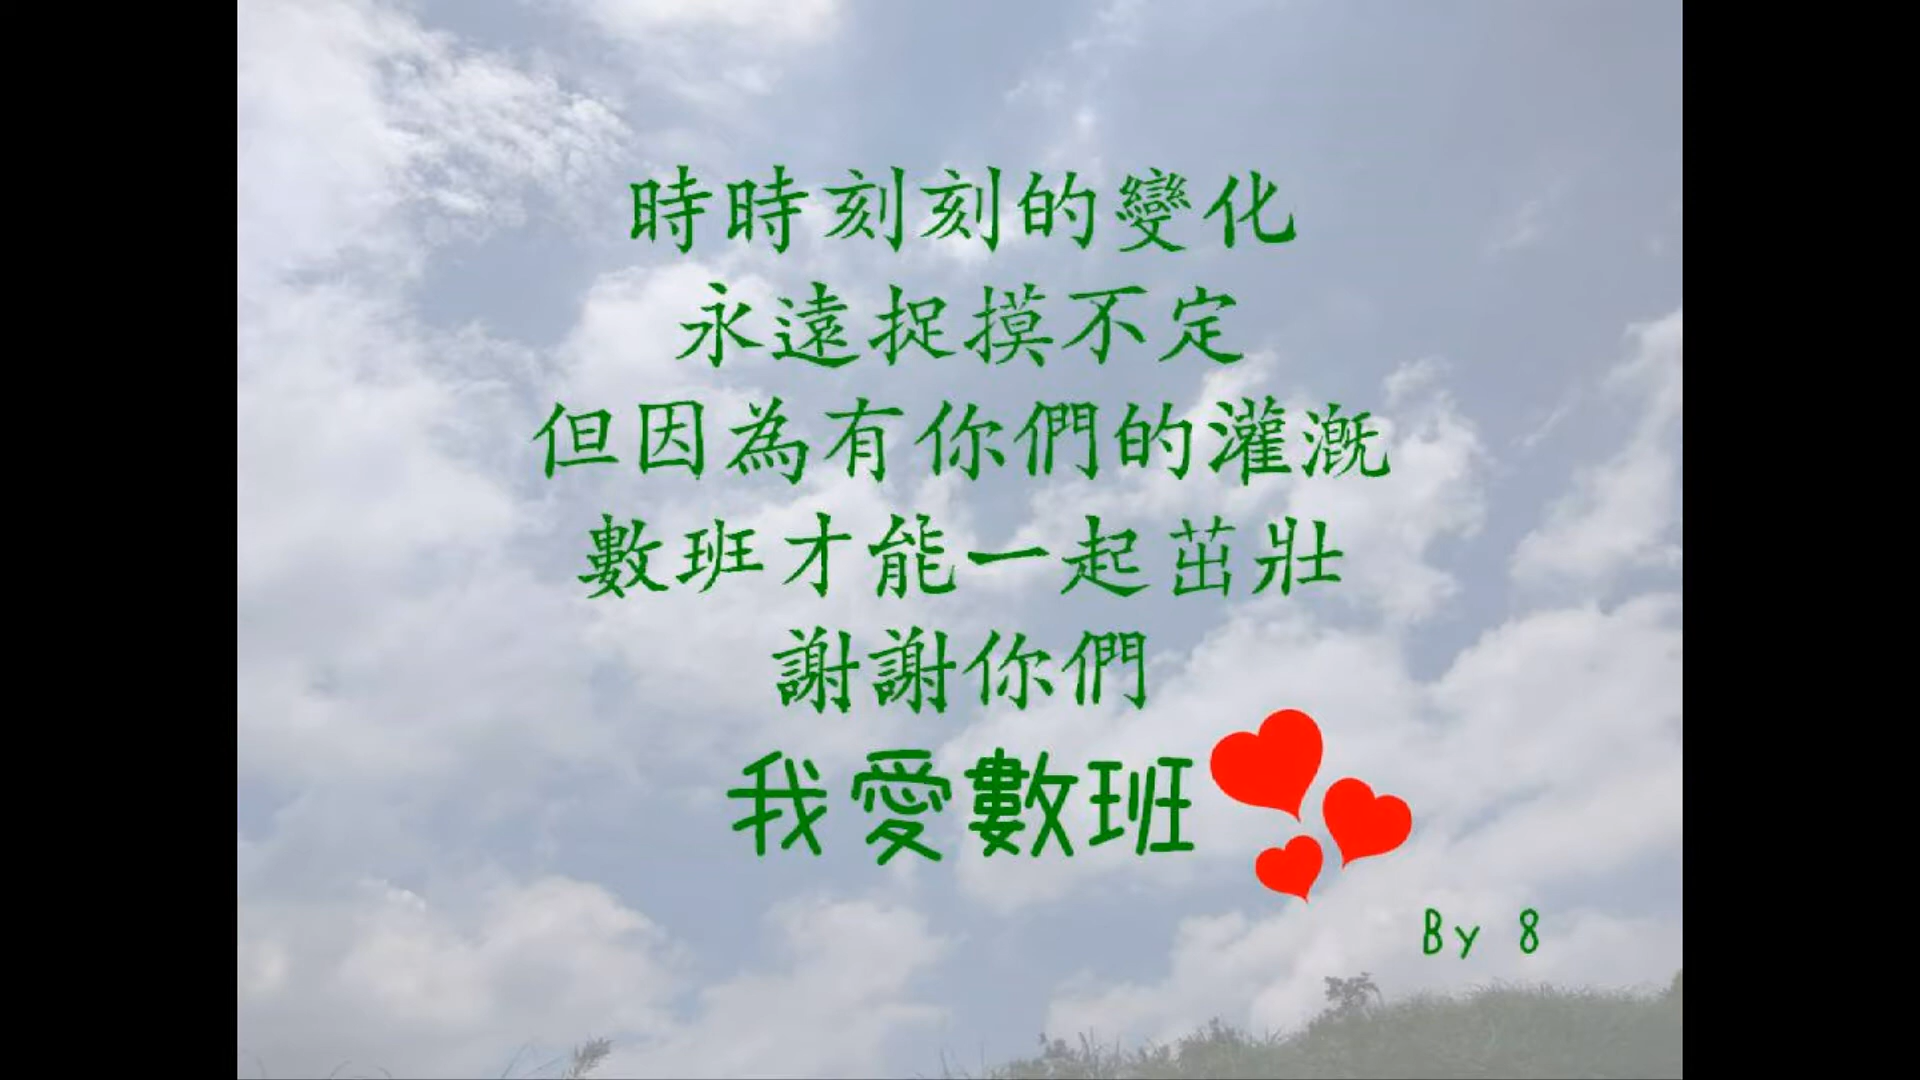 時時刻刻的變化
永遠捉摸不定
但因為有你們的灌溉
數班才能一起茁壯
謝謝你們
我愛數班
By 8